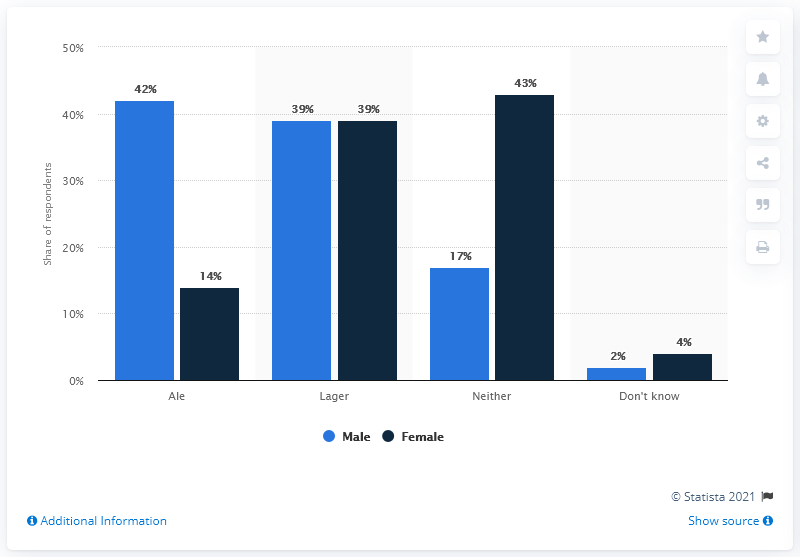 50%
40%
30%
20%
10%
0%
Share of respondents
42%
14%
39%
39%
17%
43%
2%
4%
Ale
Lager
Neither
Don't know
Male
Female
© Statista 2021
Additional Information
Show source